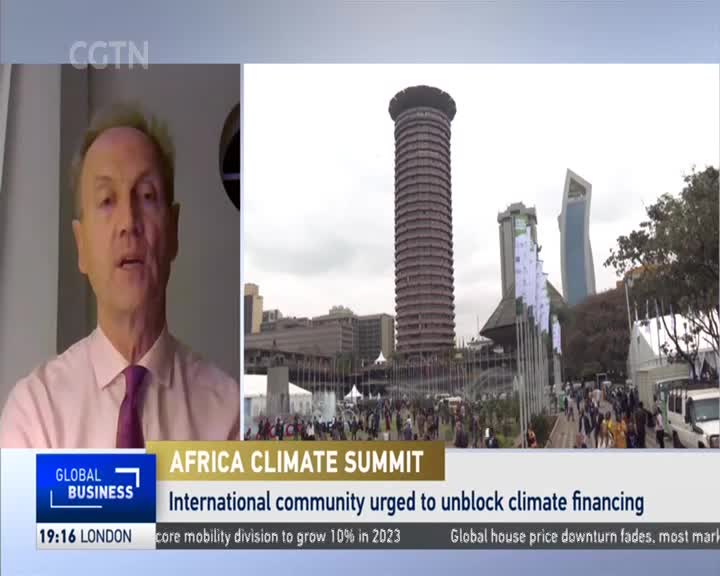 CGTN
AFRICA CLIMATE SUMMIT
GLOBAL
BUSINESS
International community urged to unblock climate financing
19:16 LONDON
core mobility division to grow 10% in 2023 Global house price downturn fades, most mark